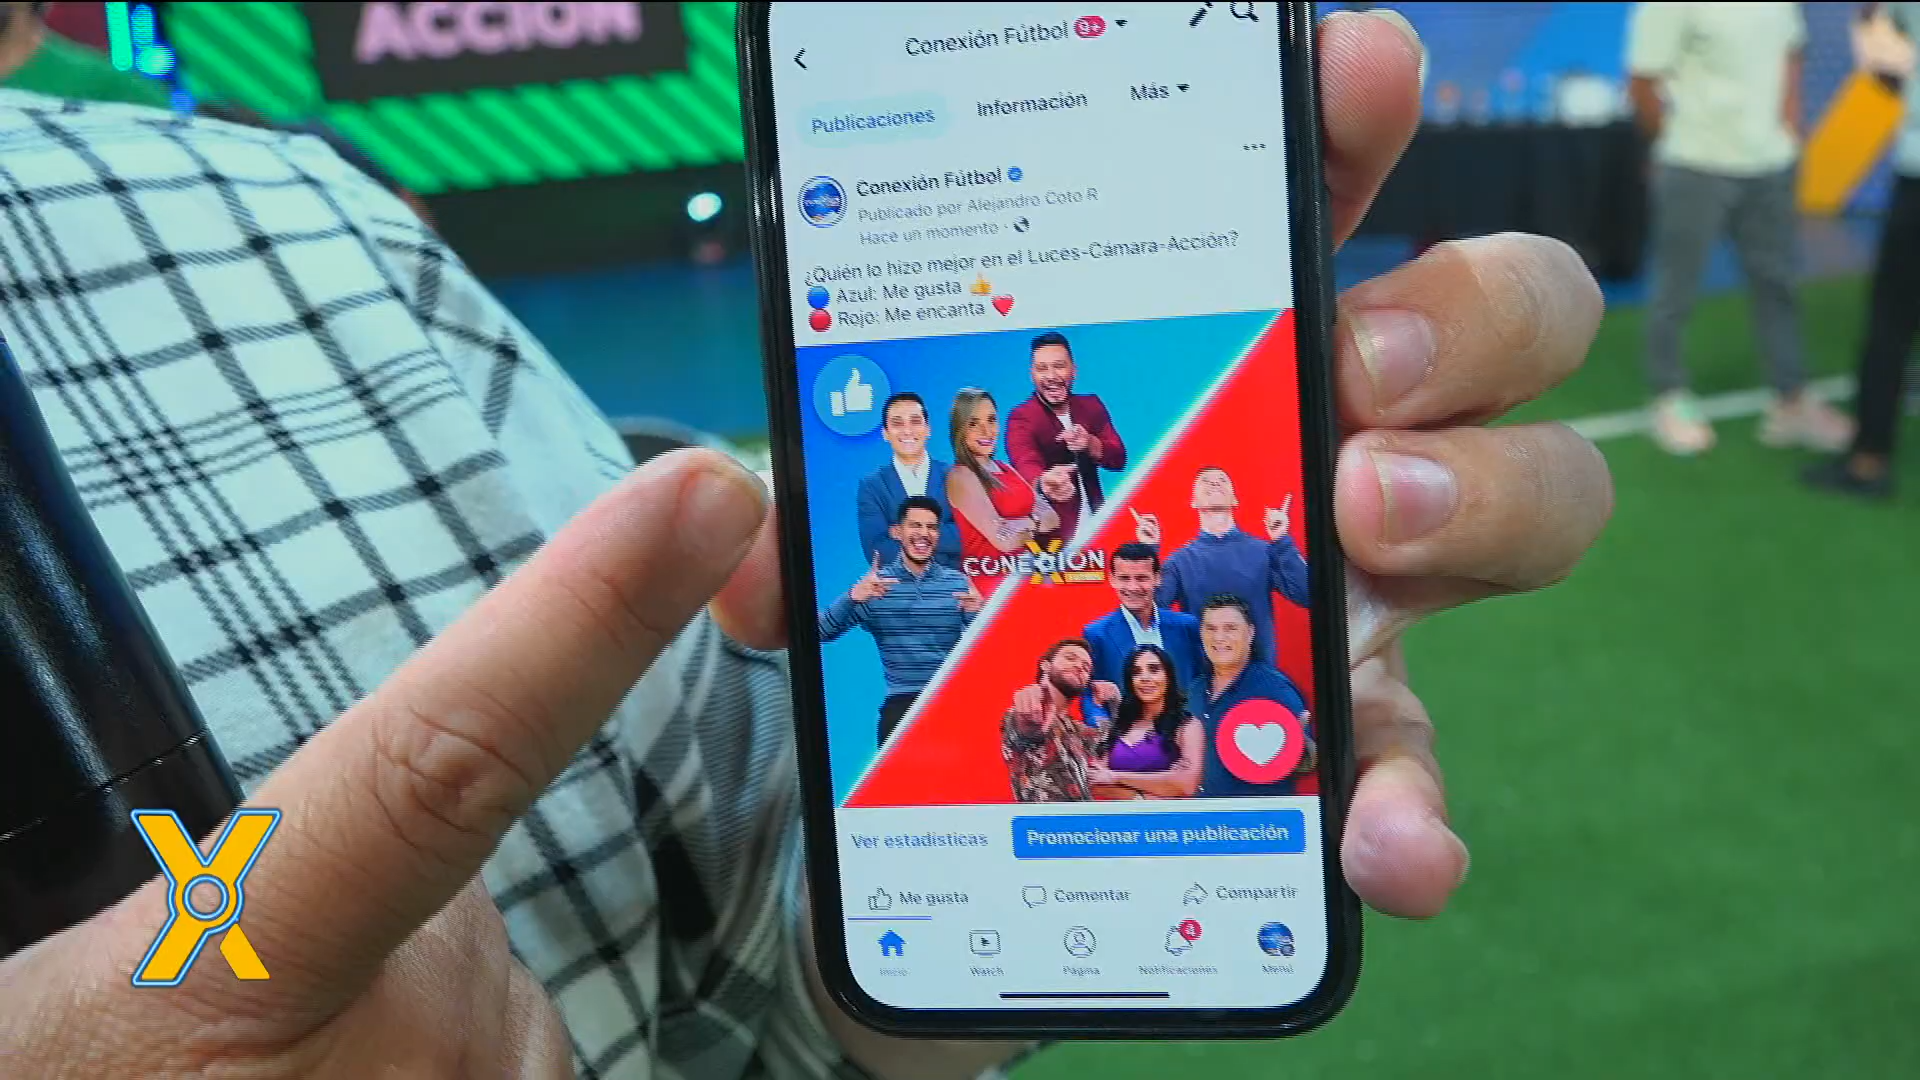 ACCIÓN
Conexión Fútbol 9+
Publicaciones Información Más
Conexión Fútbol
Publicado por Alejandro Coto R
Hace un momento ·
¿Quién lo hizo mejor en el Luces-Cámara-Acción?
Azul: Me gusta 👍
Rojo: Me encanta ❤️
CONEXIÓN
FÚTBOL
Ver estadísticas Promocionar una publicación
Me gusta Comentar Compartir
4
Inicio Watch Página Notificaciones Menú